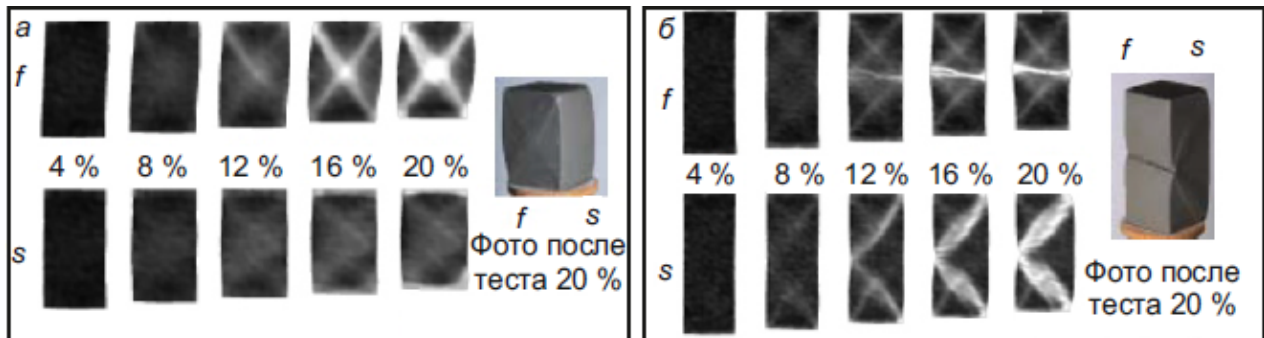 а
f
4 % 8 % 12 % 16 % 20 %
s
f s
Фото после
теста 20 %
б
f
4 % 8 % 12 % 16 % 20 %
s
f s
Фото после
теста 20 %